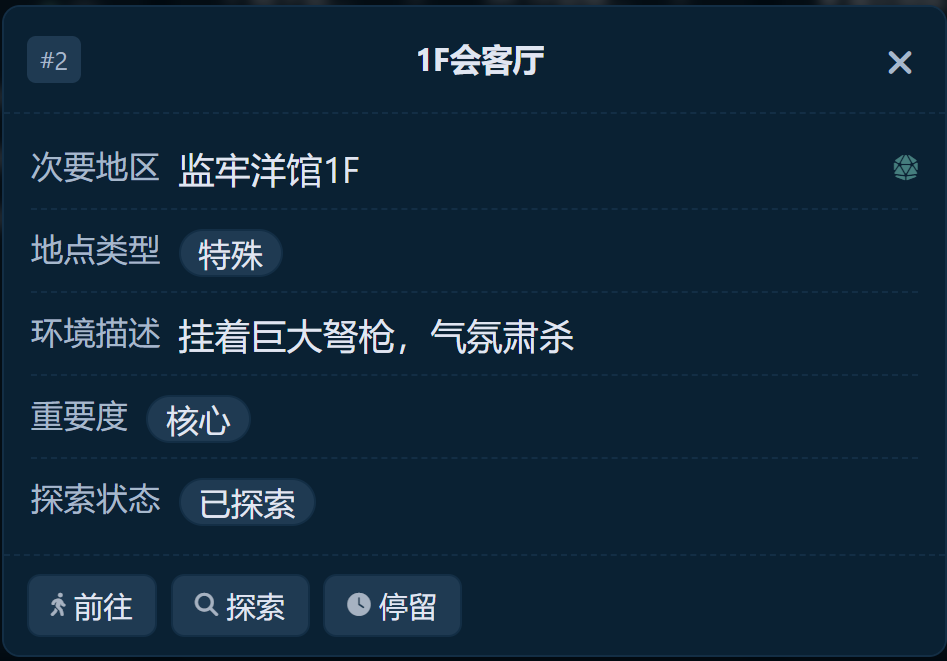 #2
1F会客厅
次要地区 监牢洋馆1F
地点类型 特殊
环境描述 挂着巨大弩枪，气氛肃杀
重要度 核心
探索状态 已探索
前往 探索 停留